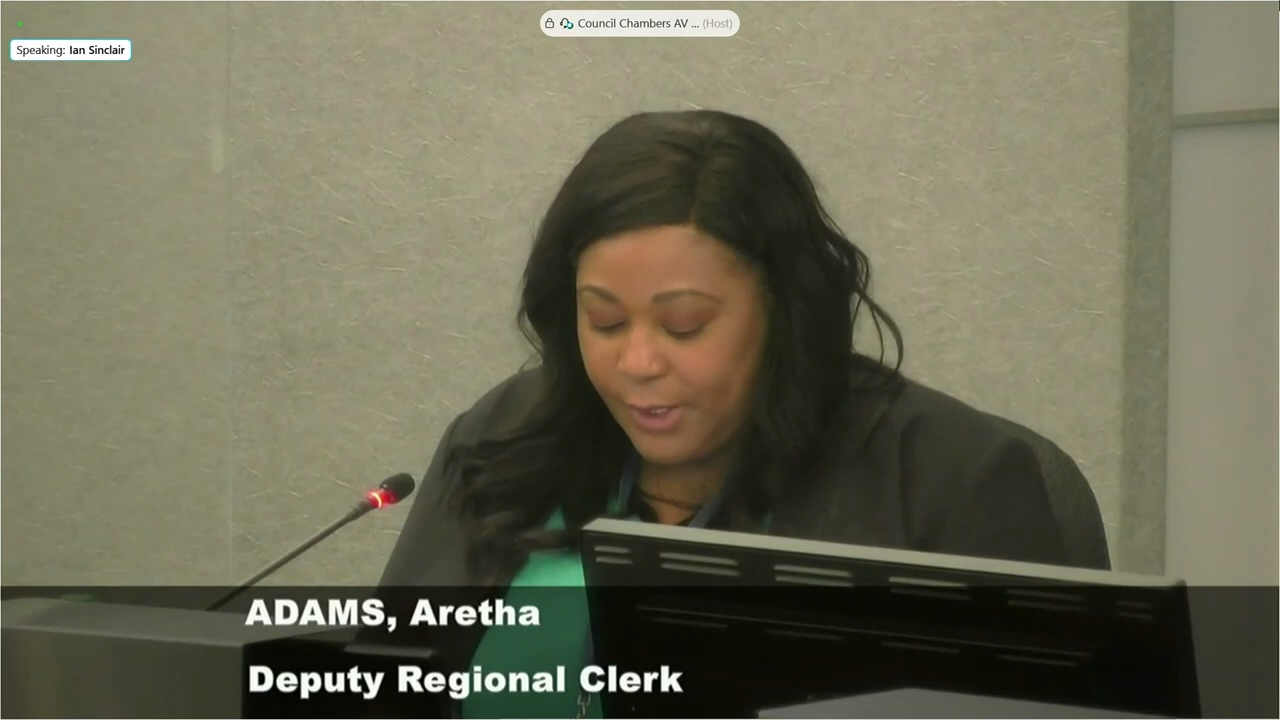 Council Chambers AV ... (Host)
Speaking: Ian Sinclair
ADAMS, Aretha
Deputy Regional Clerk